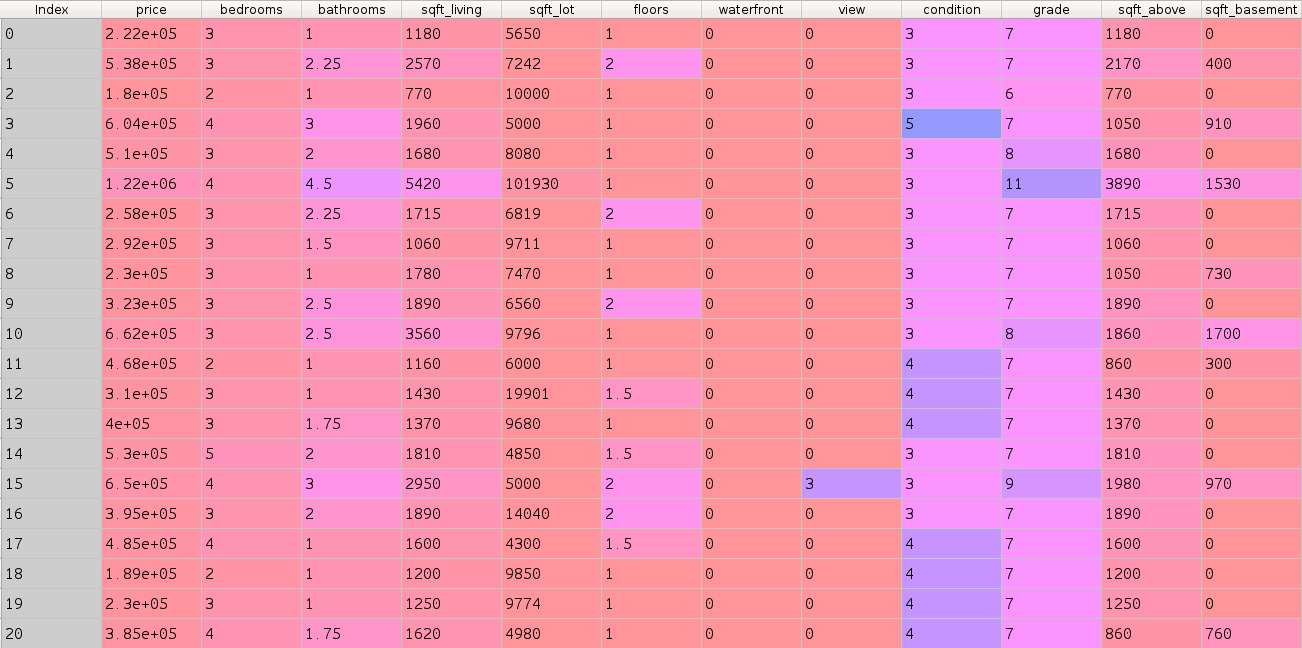 Index price bedrooms bathrooms sqft_living sqft_lot floors waterfront view condition grade sqft_above sqft_basement
0 2.22e+05 3 1 1180 5650 1 0 0 3 7 1180 0
1 5.38e+05 3 2.25 2570 7242 2 0 0 3 7 2170 400
2 1.8e+05 2 1 770 10000 1 0 0 3 6 770 0
3 6.04e+05 4 3 1960 5000 1 0 0 5 7 1050 910
4 5.1e+05 3 2 1680 8080 1 0 0 3 8 1680 0
5 1.22e+06 4 4.5 5420 101930 1 0 0 3 11 3890 1530
6 2.58e+05 3 2.25 1715 6819 2 0 0 3 7 1715 0
7 2.92e+05 3 1.5 1060 9711 1 0 0 3 7 1060 0
8 2.3e+05 3 1 1780 7470 1 0 0 3 7 1050 730
9 3.23e+05 3 2.5 1890 6560 2 0 0 3 7 1890 0
10 6.62e+05 3 2.5 3560 9796 1 0 0 3 8 1860 1700
11 4.68e+05 2 1 1160 6000 1 0 0 4 7 860 300
12 3.1e+05 3 1 1430 19901 1.5 0 0 4 7 1430 0
13 4e+05 3 1.75 1370 9680 1 0 0 4 7 1370 0
14 5.3e+05 5 2 1810 4850 1.5 0 0 3 7 1810 0
15 6.5e+05 4 3 2950 5000 2 0 3 3 9 1980 970
16 3.95e+05 3 2 1890 14040 2 0 0 3 7 1890 0
17 4.85e+05 4 1 1600 4300 1.5 0 0 4 7 1600 0
18 1.89e+05 2 1 1200 9850 1 0 0 4 7 1200 0
19 2.3e+05 3 1 1250 9774 1 0 0 4 7 1250 0
20 3.85e+05 4 1.75 1620 4980 1 0 0 4 7 860 760